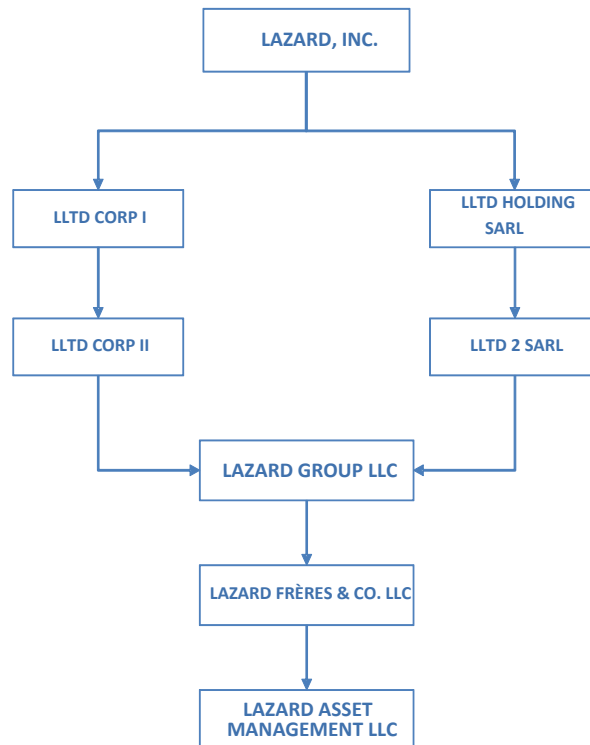 LAZARD, INC.
LLTD CORP I
LLTD HOLDING
SARL
LLTD CORP II
LLTD 2 SARL
LAZARD GROUP LLC
LAZARD FRÈRES & CO. LLC
LAZARD ASSET
MANAGEMENT LLC